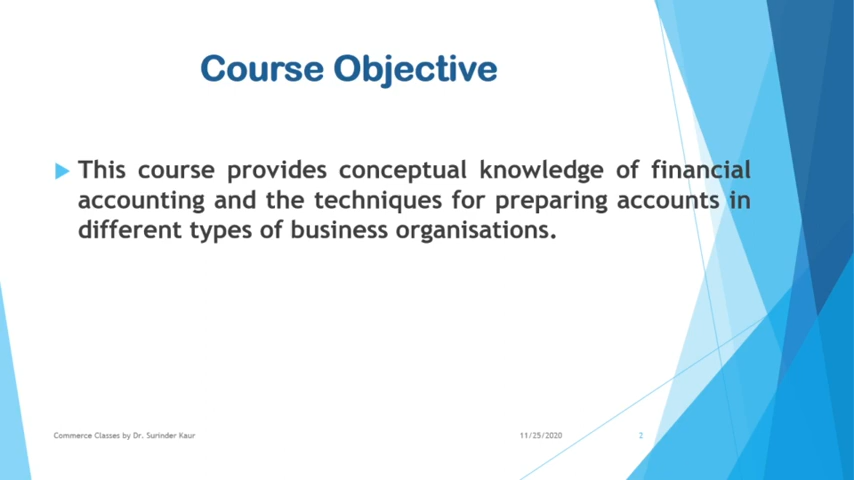 Course Objective
This course provides conceptual knowledge of financial
accounting and the techniques for preparing accounts in
different types of business organisations.
Commerce Classes by Dr. Surinder Kaur
11/25/2020
2